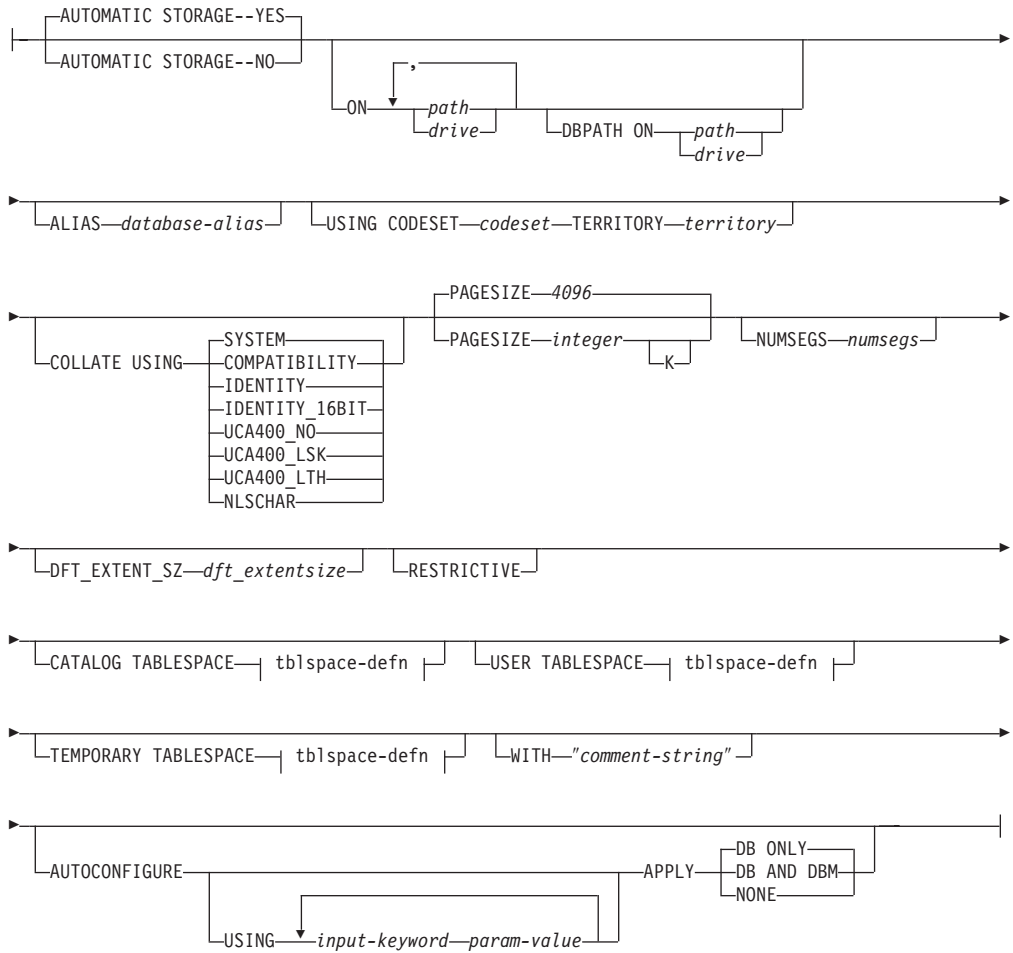 AUTOMATIC STORAGE--YES
AUTOMATIC STORAGE--NO
,
ON path DBPATH ON path
drive drive
ALIAS database-alias USING CODESET codeset TERRITORY territory
PAGESIZE 4096
SYSTEM PAGESIZE integer NUMSEGS numsegs
COLLATE USING COMPATIBILITY K
IDENTITY
IDENTITY_16BIT
UCA400_NO
UCA400_LSK
UCA400_LTH
NLSCHAR
DFT_EXTENT_SZ dft_extentsize RESTRICTIVE
CATALOG TABLESPACE tblspace-defn USER TABLESPACE tblspace-defn
TEMPORARY TABLESPACE tblspace-defn WITH "comment-string"
DB ONLY
AUTOCONFIGURE APPLY DB AND DBM
NONE
USING input-keyword param-value